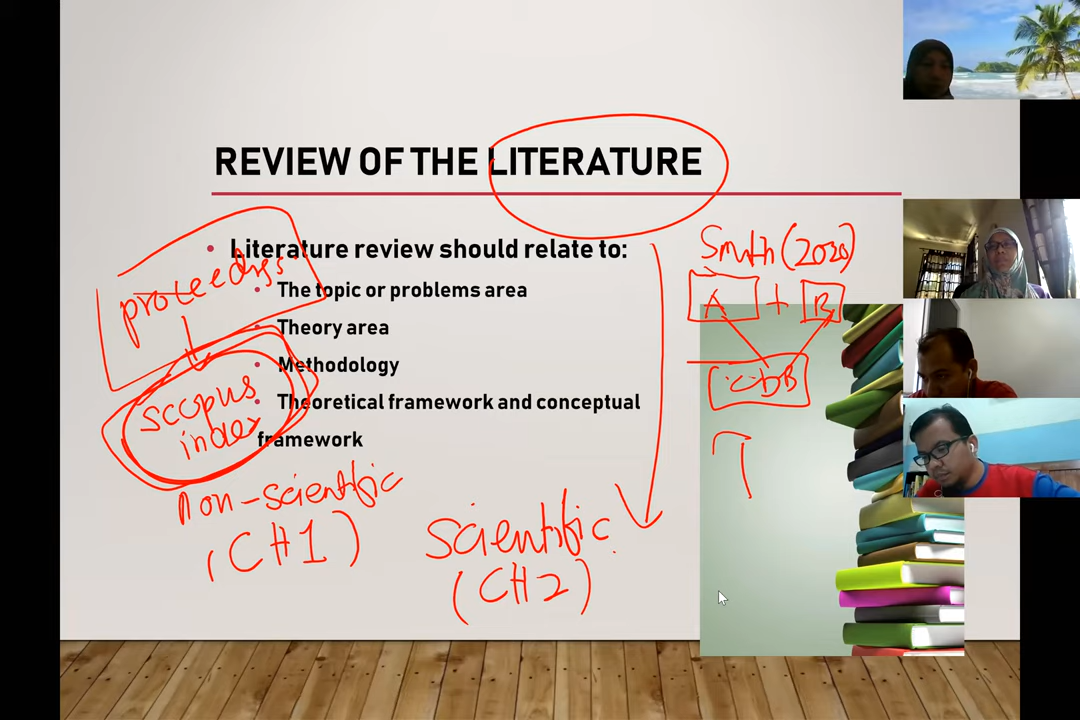 REVIEW OF THE LITERATURE
Literature review should relate to:
The topic or problems area
Theory area
Methodology
Theoretical framework and conceptual
framework
proceedings
scopus
index
non-scientific
(CH1)
scientific
(CH2)
Smith (2020)
A + B